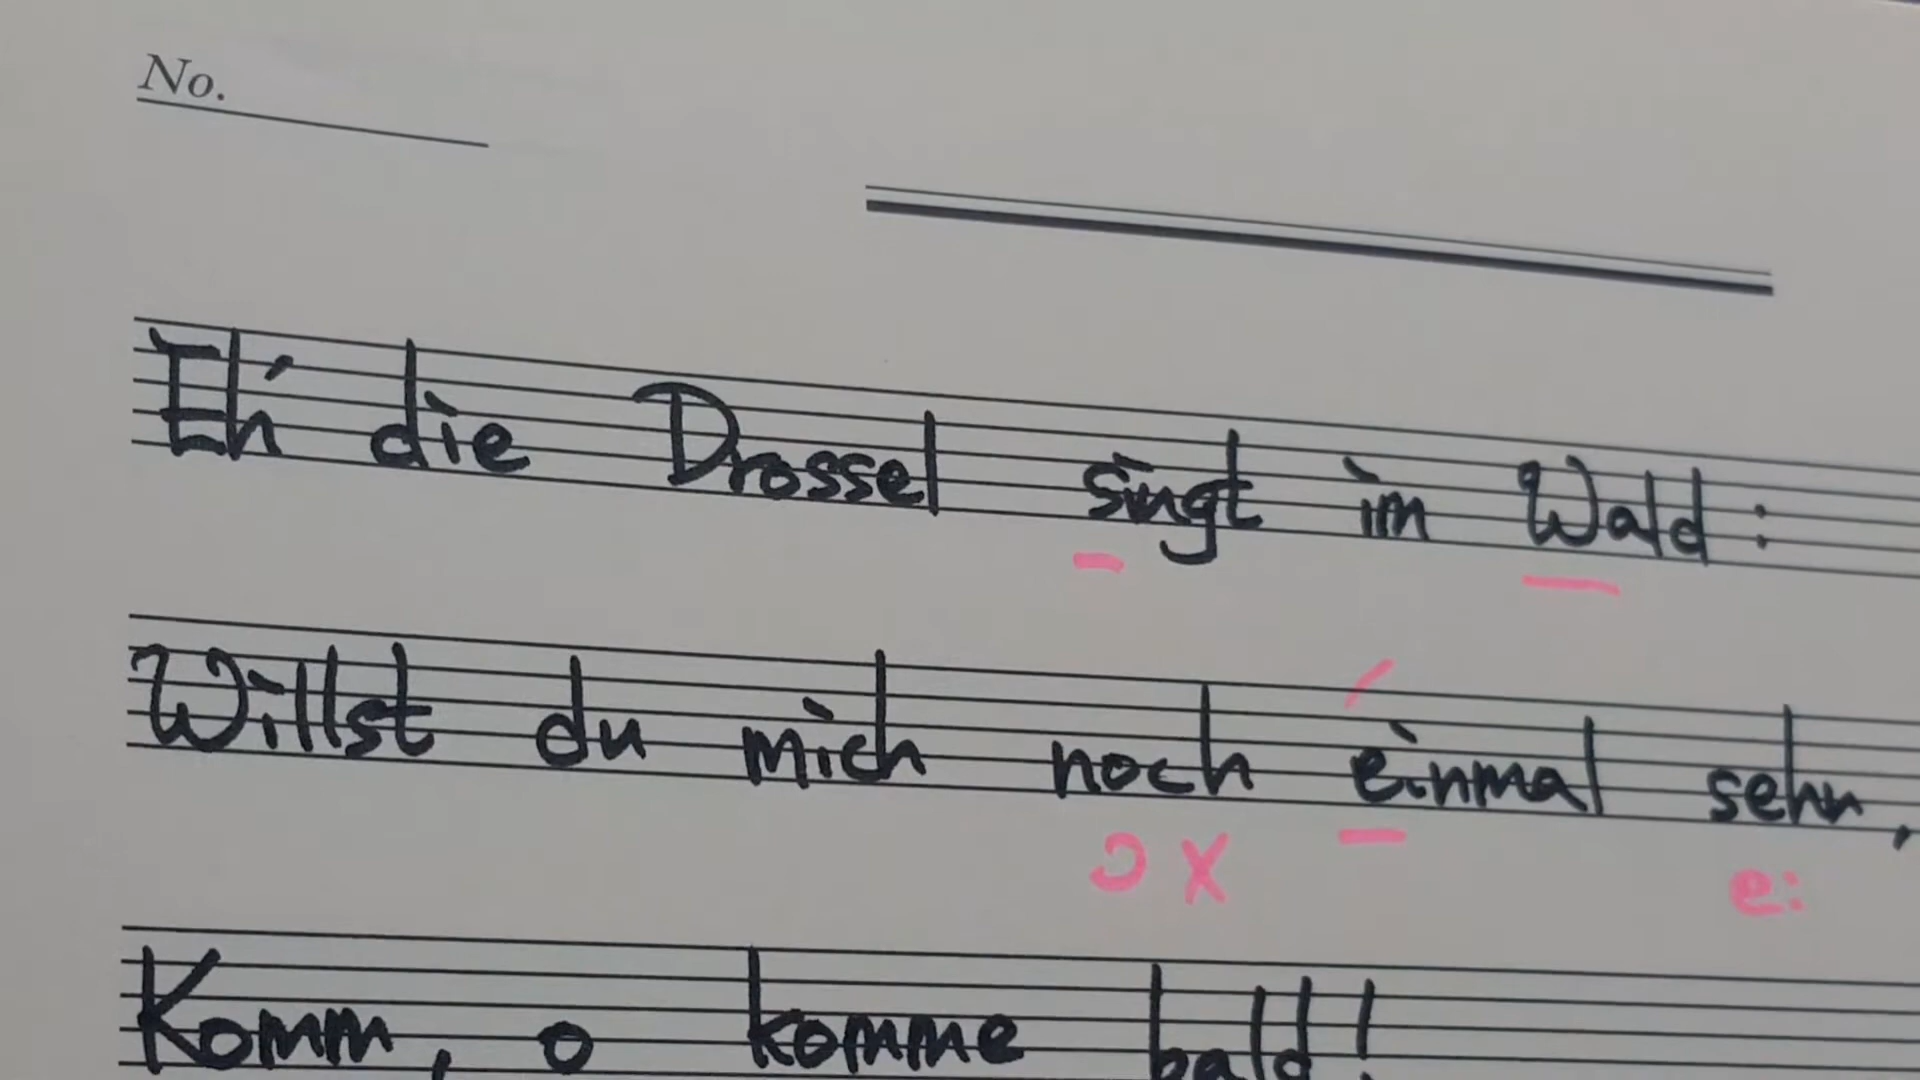 No.
Eh' die Drossel singt im Wald:
Willst du mich noch einmal sehn,
ɔ x e:
Komm, o komme bald!